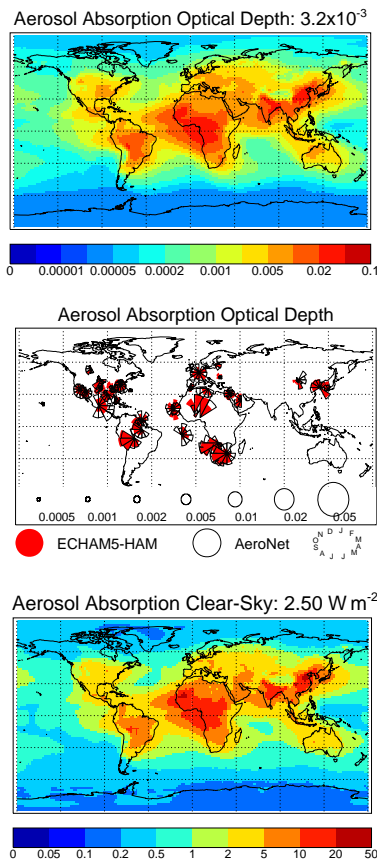 Aerosol Absorption Optical Depth: 3.2x10-3
0 0.00001 0.00005 0.0002 0.001 0.005 0.02 0.1
Aerosol Absorption Optical Depth
0.0005 0.001 0.002 0.005 0.01 0.02 0.05
ECHAM5-HAM AeroNet J F M A M J J A S O N D
Aerosol Absorption Clear-Sky: 2.50 W m-2
0 0.05 0.1 0.2 0.5 1 2 5 10 20 50